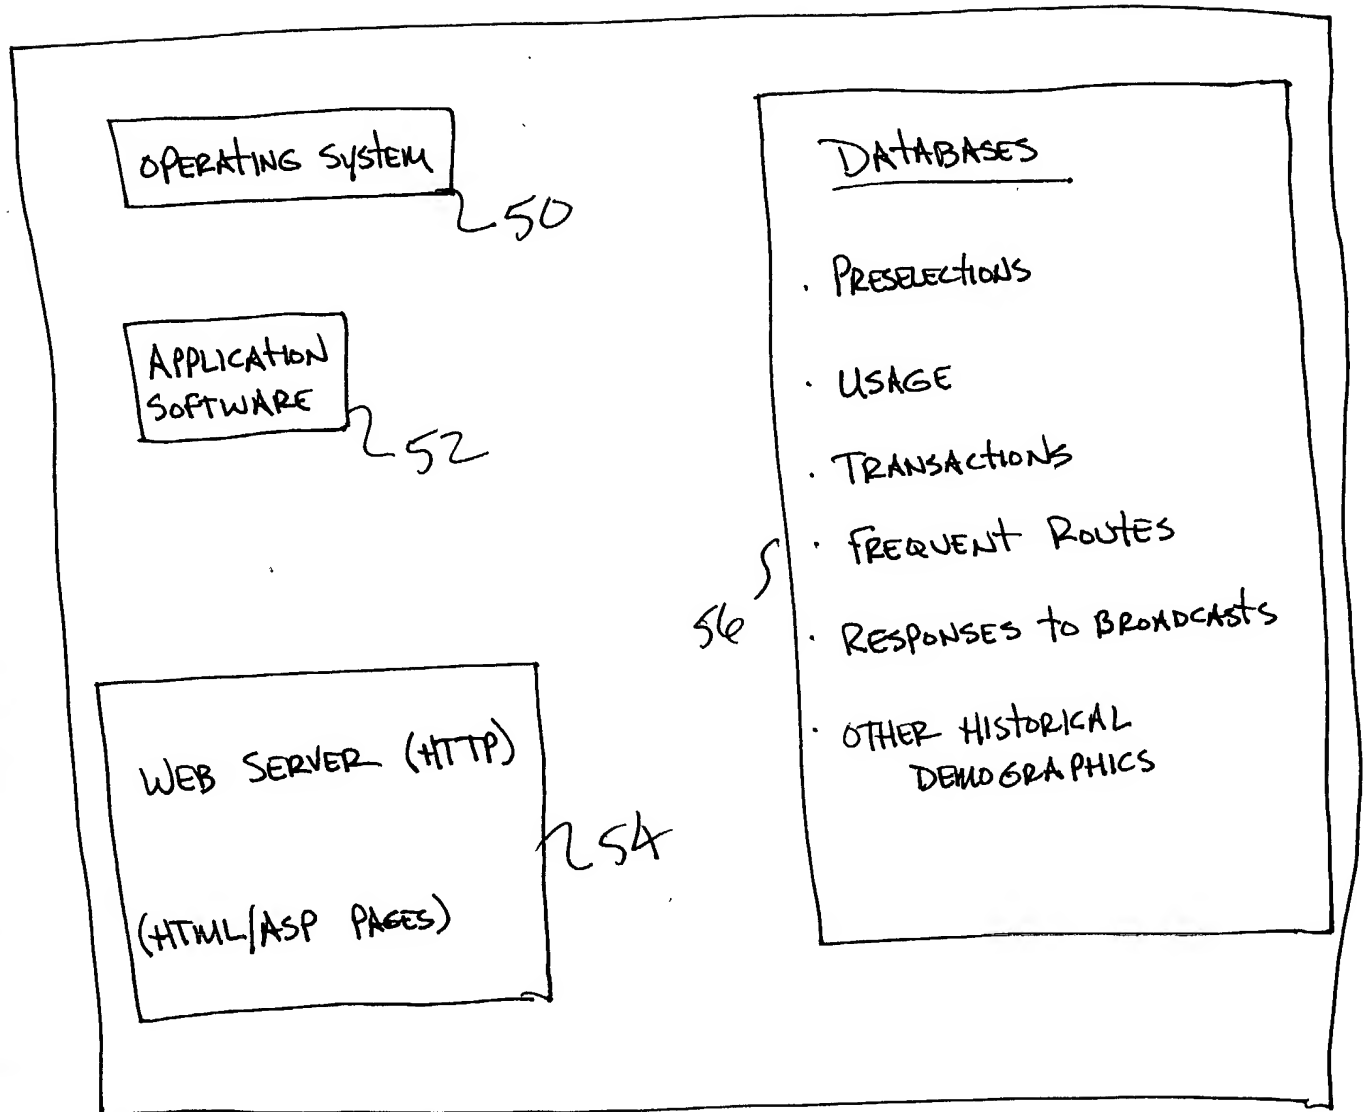 OPERATING SYSTEM
50
APPLICATION
SOFTWARE
52
WEB SERVER (HTTP)
(HTML/ASP PAGES)
54
DATABASES
· PRESELECTIONS
· USAGE
· TRANSACTIONS
· FREQUENT ROUTES
56
· RESPONSES TO BROADCASTS
· OTHER HISTORICAL
DEMOGRAPHICS